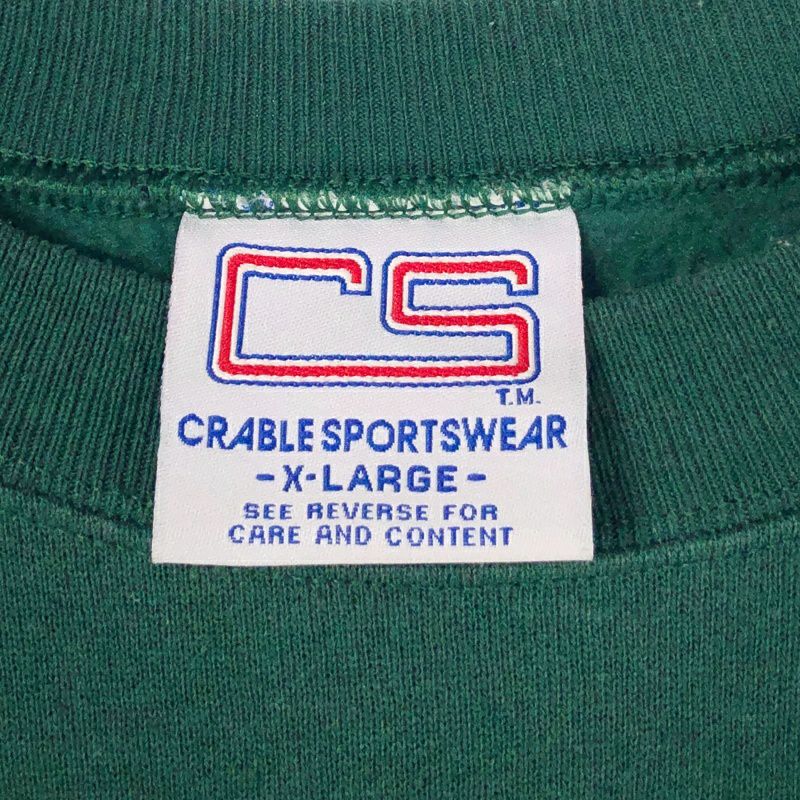 CS
T.M.
CRABLE SPORTSWEAR
- X-LARGE -
SEE REVERSE FOR
CARE AND CONTENT